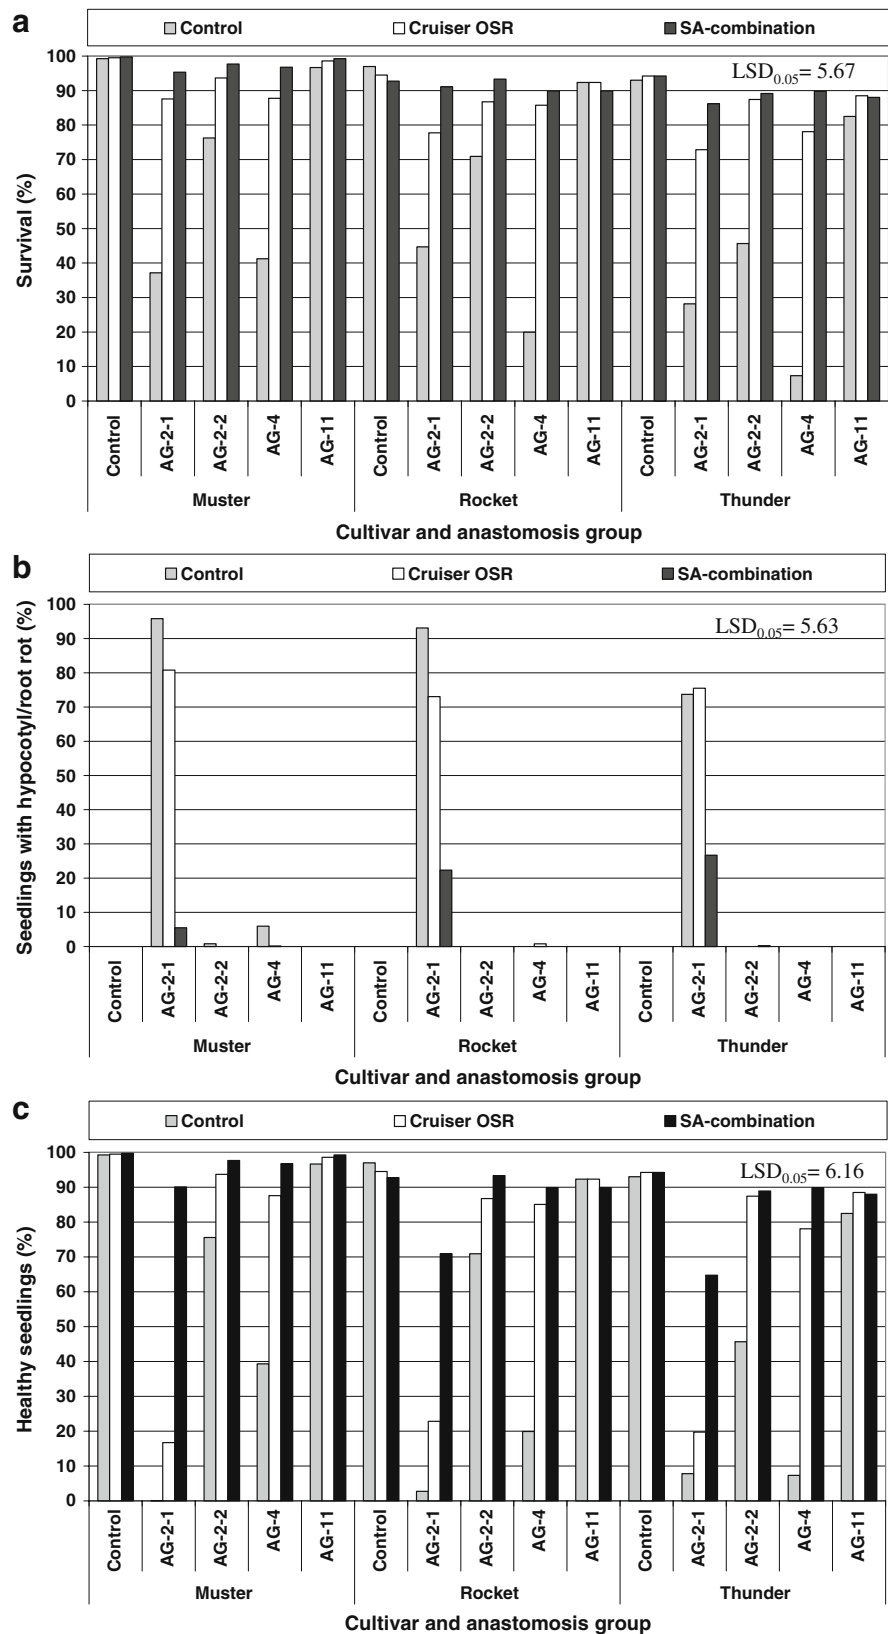 a
Control Cruiser OSR SA-combination
LSD0.05= 5.67
100
90
80
70
60
50
40
30
20
10
0
Survival (%)
Control AG-2-1 AG-2-2 AG-4 AG-11 Control AG-2-1 AG-2-2 AG-4 AG-11 Control AG-2-1 AG-2-2 AG-4 AG-11
Muster Rocket Thunder
Cultivar and anastomosis group
b
Control Cruiser OSR SA-combination
LSD0.05= 5.63
100
90
80
70
60
50
40
30
20
10
0
Seedlings with hypocotyl/root rot (%)
Control AG-2-1 AG-2-2 AG-4 AG-11 Control AG-2-1 AG-2-2 AG-4 AG-11 Control AG-2-1 AG-2-2 AG-4 AG-11
Muster Rocket Thunder
Cultivar and anastomosis group
c
Control Cruiser OSR SA-combination
LSD0.05= 6.16
100
90
80
70
60
50
40
30
20
10
0
Healthy seedlings (%)
Control AG-2-1 AG-2-2 AG-4 AG-11 Control AG-2-1 AG-2-2 AG-4 AG-11 Control AG-2-1 AG-2-2 AG-4 AG-11
Muster Rocket Thunder
Cultivar and anastomosis group